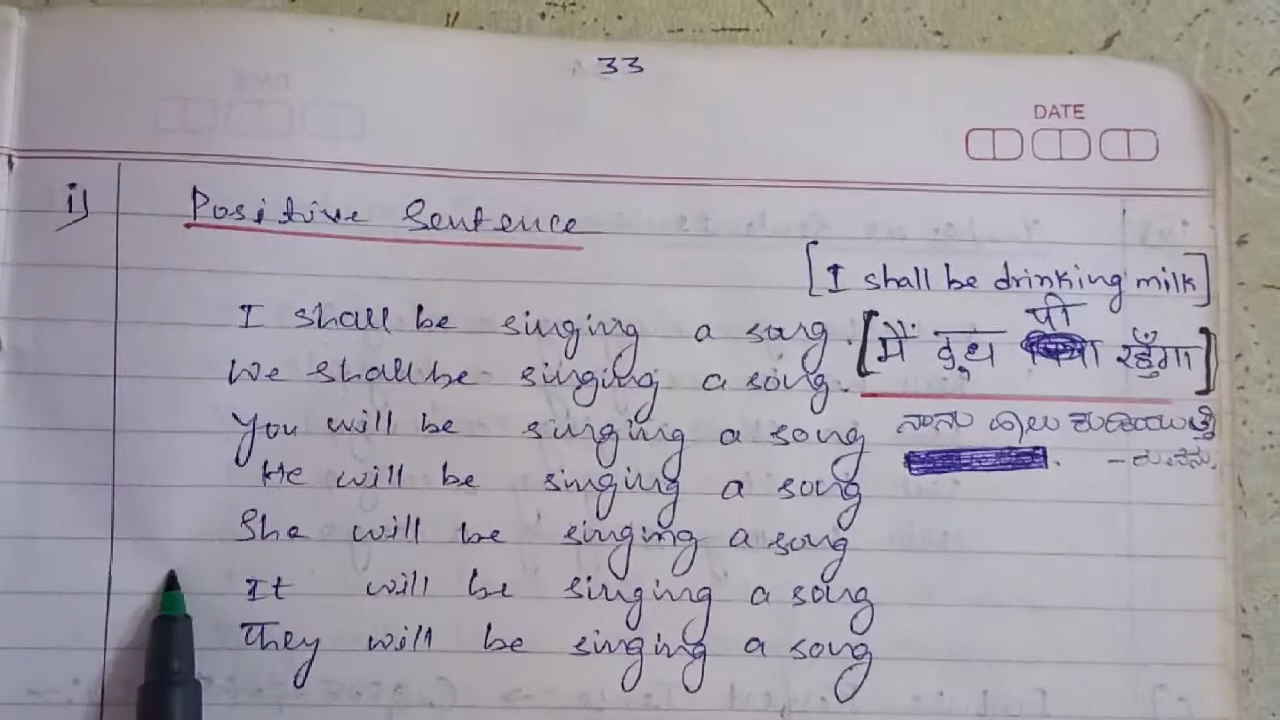 33
DATE
i)
Positive Sentence
[I shall be drinking milk]
I shall be singing a song. [मैं दूध पी रहूँगा]
We shall be singing a song.
You will be singing a song
ನಾನು ಹಾಲು
He will be singing a song
She will be singing a song
It will be singing a song
They will be singing a song